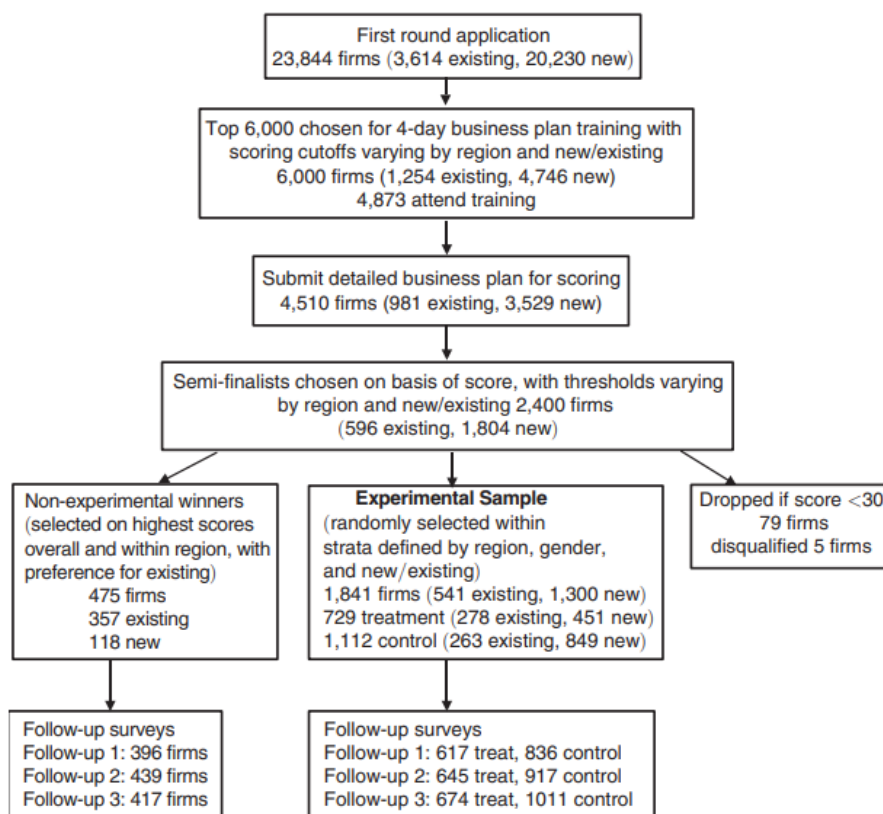 First round application
23,844 firms (3,614 existing, 20,230 new)
Top 6,000 chosen for 4-day business plan training with
scoring cutoffs varying by region and new/existing
6,000 firms (1,254 existing, 4,746 new)
4,873 attend training
Submit detailed business plan for scoring
4,510 firms (981 existing, 3,529 new)
Semi-finalists chosen on basis of score, with thresholds varying
by region and new/existing 2,400 firms
(596 existing, 1,804 new)
Non-experimental winners
(selected on highest scores
overall and within region, with
preference for existing)
475 firms
357 existing
118 new
Experimental Sample
(randomly selected within
strata defined by region, gender,
and new/existing)
1,841 firms (541 existing, 1,300 new)
729 treatment (278 existing, 451 new)
1,112 control (263 existing, 849 new)
Dropped if score <30
79 firms
disqualified 5 firms
Follow-up surveys
Follow-up 1: 396 firms
Follow-up 2: 439 firms
Follow-up 3: 417 firms
Follow-up surveys
Follow-up 1: 617 treat, 836 control
Follow-up 2: 645 treat, 917 control
Follow-up 3: 674 treat, 1011 control